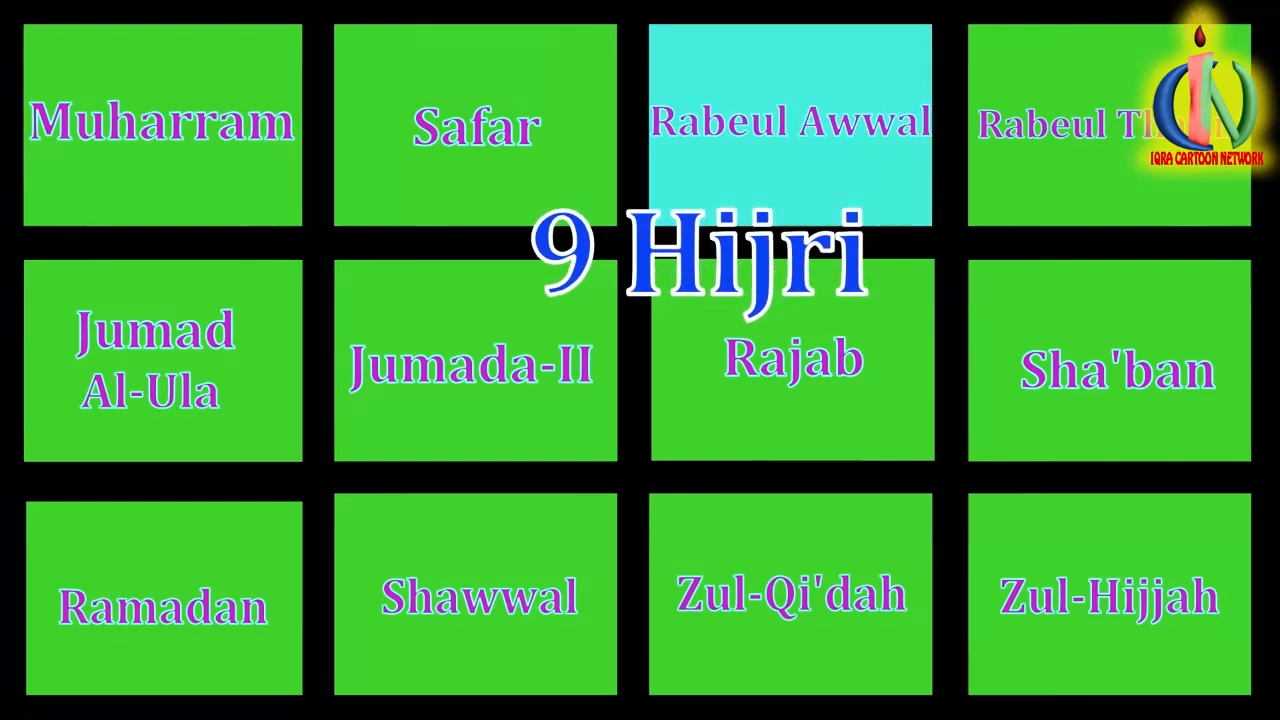 Muharram
Safar
Rabeul Awwal
Rabeul
IQRA CARTOON NETWORK
9 Hijri
Jumad
Al-Ula
Jumada-II
Rajab
Sha'ban
Ramadan
Shawwal
Zul-Qi'dah
Zul-Hijjah